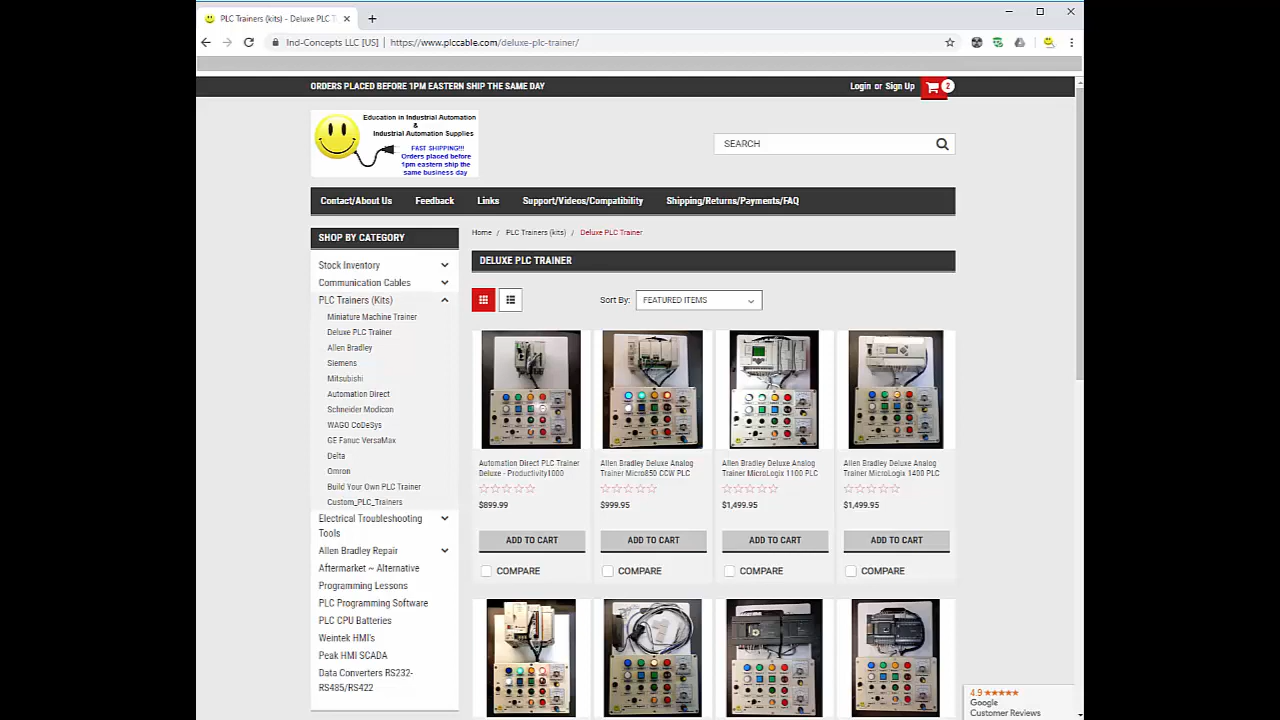 PLC Trainers (kits) - Deluxe PLC T
Ind-Concepts LLC [US] | https://www.plccable.com/deluxe-plc-trainer/
ORDERS PLACED BEFORE 1PM EASTERN SHIP THE SAME DAY
Login or Sign Up
2
Education in Industrial Automation
&
Industrial Automation Supplies
FAST SHIPPING!!!
Orders placed before
1pm eastern ship the
same business day
SEARCH
Contact/About Us
Feedback
Links
Support/Videos/Compatibility
Shipping/Returns/Payments/FAQ
SHOP BY CATEGORY
Stock Inventory
Communication Cables
PLC Trainers (Kits)
Miniature Machine Trainer
Deluxe PLC Trainer
Allen Bradley
Siemens
Mitsubishi
Automation Direct
Schneider Modicon
WAGO CoDeSys
GE Fanuc VersaMax
Delta
Omron
Build Your Own PLC Trainer
Custom_PLC_Trainers
Electrical Troubleshooting
Tools
Allen Bradley Repair
Aftermarket ~ Alternative
Programming Lessons
PLC Programming Software
PLC CPU Batteries
Weintek HMI's
Peak HMI SCADA
Data Converters RS232-
RS485/RS422
Home / PLC Trainers (kits) / Deluxe PLC Trainer
DELUXE PLC TRAINER
Sort By: FEATURED ITEMS
Automation Direct PLC Trainer
Deluxe - Productivity1000
$899.99
ADD TO CART
COMPARE
Allen Bradley Deluxe Analog
Trainer Micro850 CCW PLC
$999.95
ADD TO CART
COMPARE
Allen Bradley Deluxe Analog
Trainer MicroLogix 1100 PLC
$1,499.95
ADD TO CART
COMPARE
Allen Bradley Deluxe Analog
Trainer MicroLogix 1400 PLC
$1,499.95
ADD TO CART
COMPARE
4.9
Google
Customer Reviews